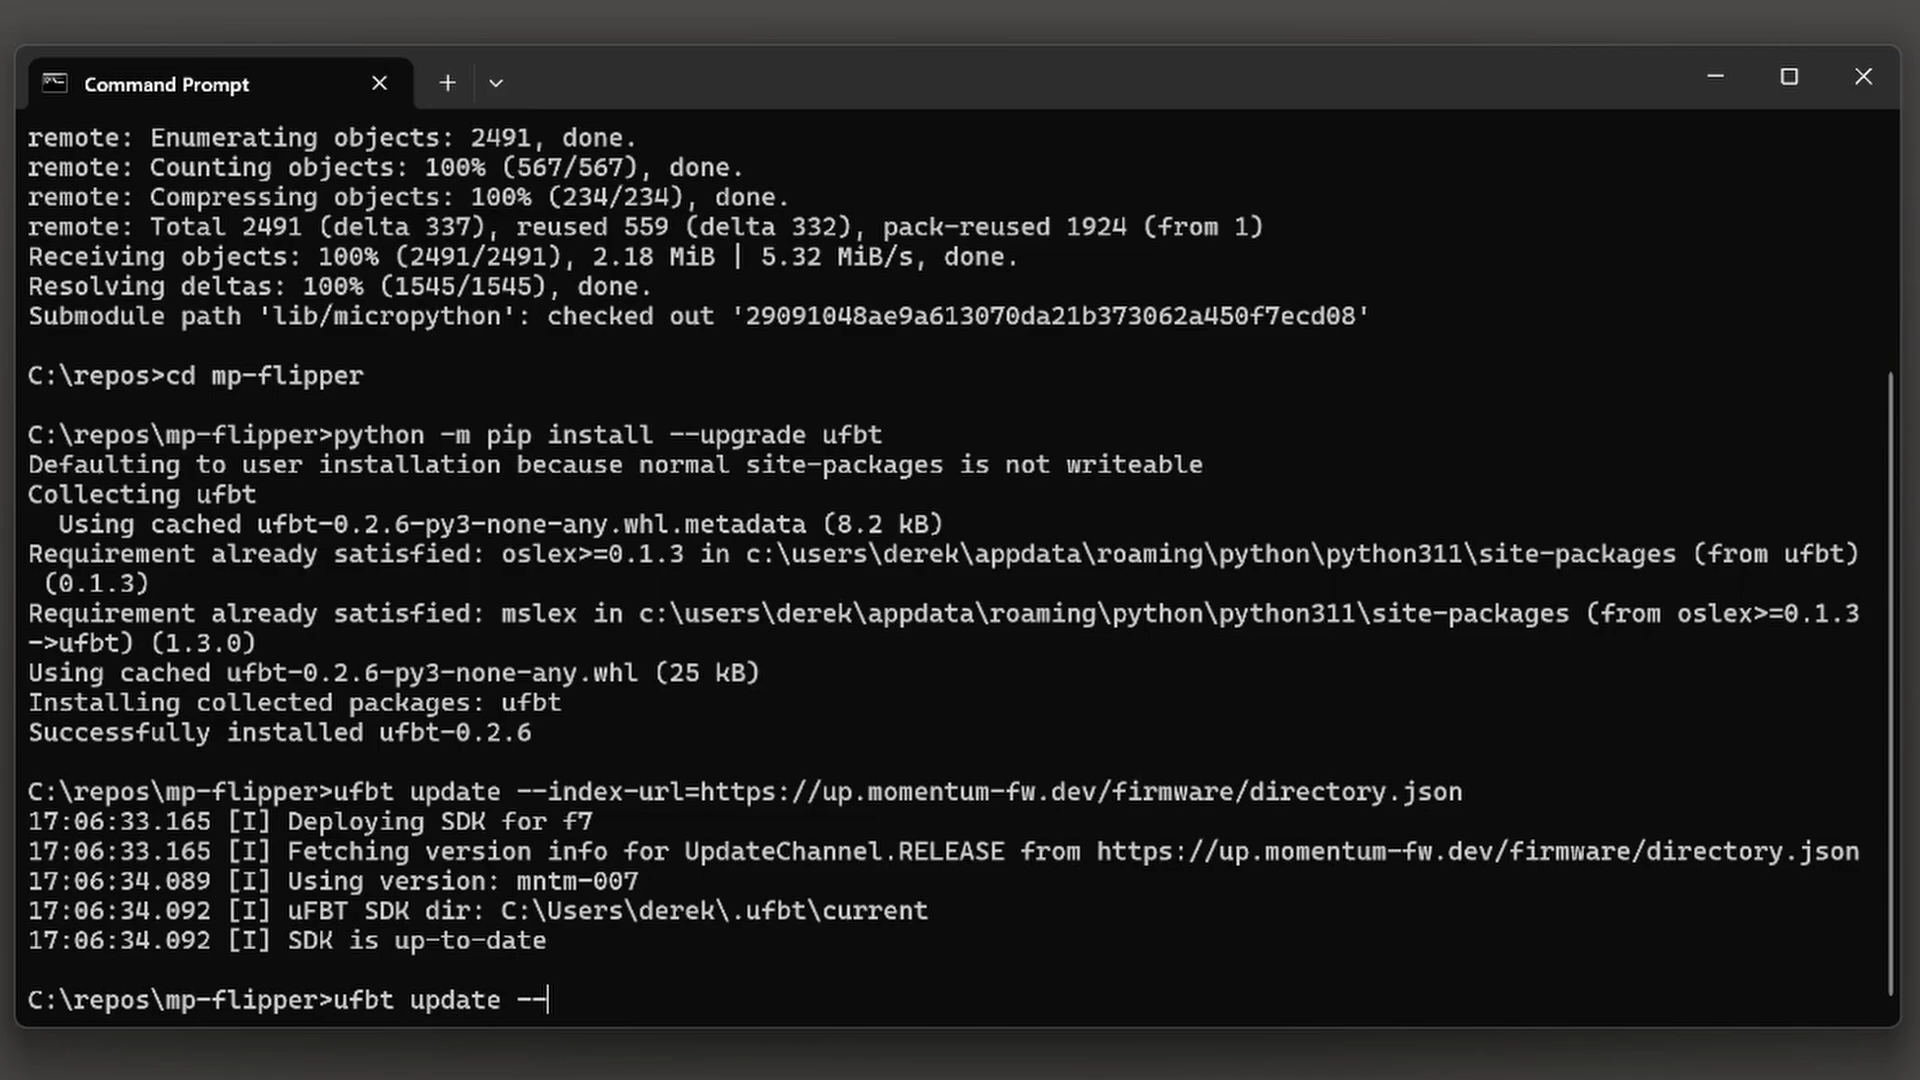 Command Prompt
remote: Enumerating objects: 2491, done.
remote: Counting objects: 100% (567/567), done.
remote: Compressing objects: 100% (234/234), done.
remote: Total 2491 (delta 337), reused 559 (delta 332), pack-reused 1924 (from 1)
Receiving objects: 100% (2491/2491), 2.18 MiB | 5.32 MiB/s, done.
Resolving deltas: 100% (1545/1545), done.
Submodule path 'lib/micropython': checked out '29091048ae9a613070da21b373062a450f7ecd08'
C:\repos>cd mp-flipper
C:\repos\mp-flipper>python -m pip install --upgrade ufbt
Defaulting to user installation because normal site-packages is not writeable
Collecting ufbt
  Using cached ufbt-0.2.6-py3-none-any.whl.metadata (8.2 kB)
Requirement already satisfied: oslex>=0.1.3 in c:\users\derek\appdata\roaming\python\python311\site-packages (from ufbt)
 (0.1.3)
Requirement already satisfied: mslex in c:\users\derek\appdata\roaming\python\python311\site-packages (from oslex>=0.1.3
->ufbt) (1.3.0)
Using cached ufbt-0.2.6-py3-none-any.whl (25 kB)
Installing collected packages: ufbt
Successfully installed ufbt-0.2.6
C:\repos\mp-flipper>ufbt update --index-url=https://up.momentum-fw.dev/firmware/directory.json
17:06:33.165 [I] Deploying SDK for f7
17:06:33.165 [I] Fetching version info for UpdateChannel.RELEASE from https://up.momentum-fw.dev/firmware/directory.json
17:06:34.089 [I] Using version: mntm-007
17:06:34.092 [I] uFBT SDK dir: C:\Users\derek\.ufbt\current
17:06:34.092 [I] SDK is up-to-date
C:\repos\mp-flipper>ufbt update --